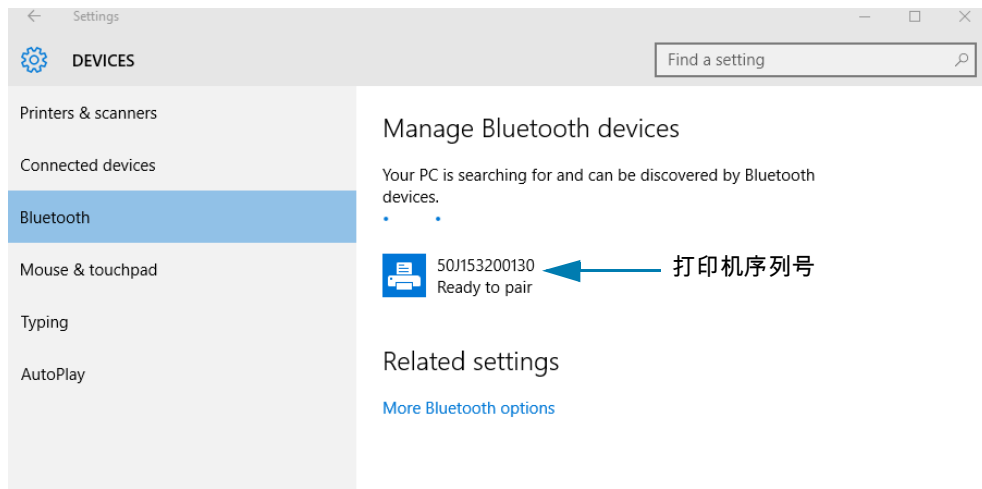 Settings
DEVICES
Find a setting
Printers & scanners
Connected devices
Bluetooth
Mouse & touchpad
Typing
AutoPlay
Manage Bluetooth devices
Your PC is searching for and can be discovered by Bluetooth
devices.
50J153200130
打印机序列号
Ready to pair
Related settings
More Bluetooth options